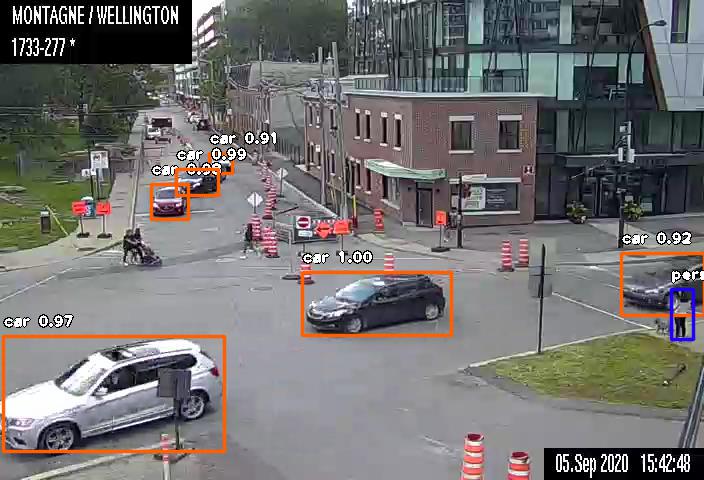 MONTAGNE / WELLINGTON
1733-277 *
car 0.91
car 0.99
car 1.00
car 0.92
pers
car 0.97
05.Sep 2020 15:42:48